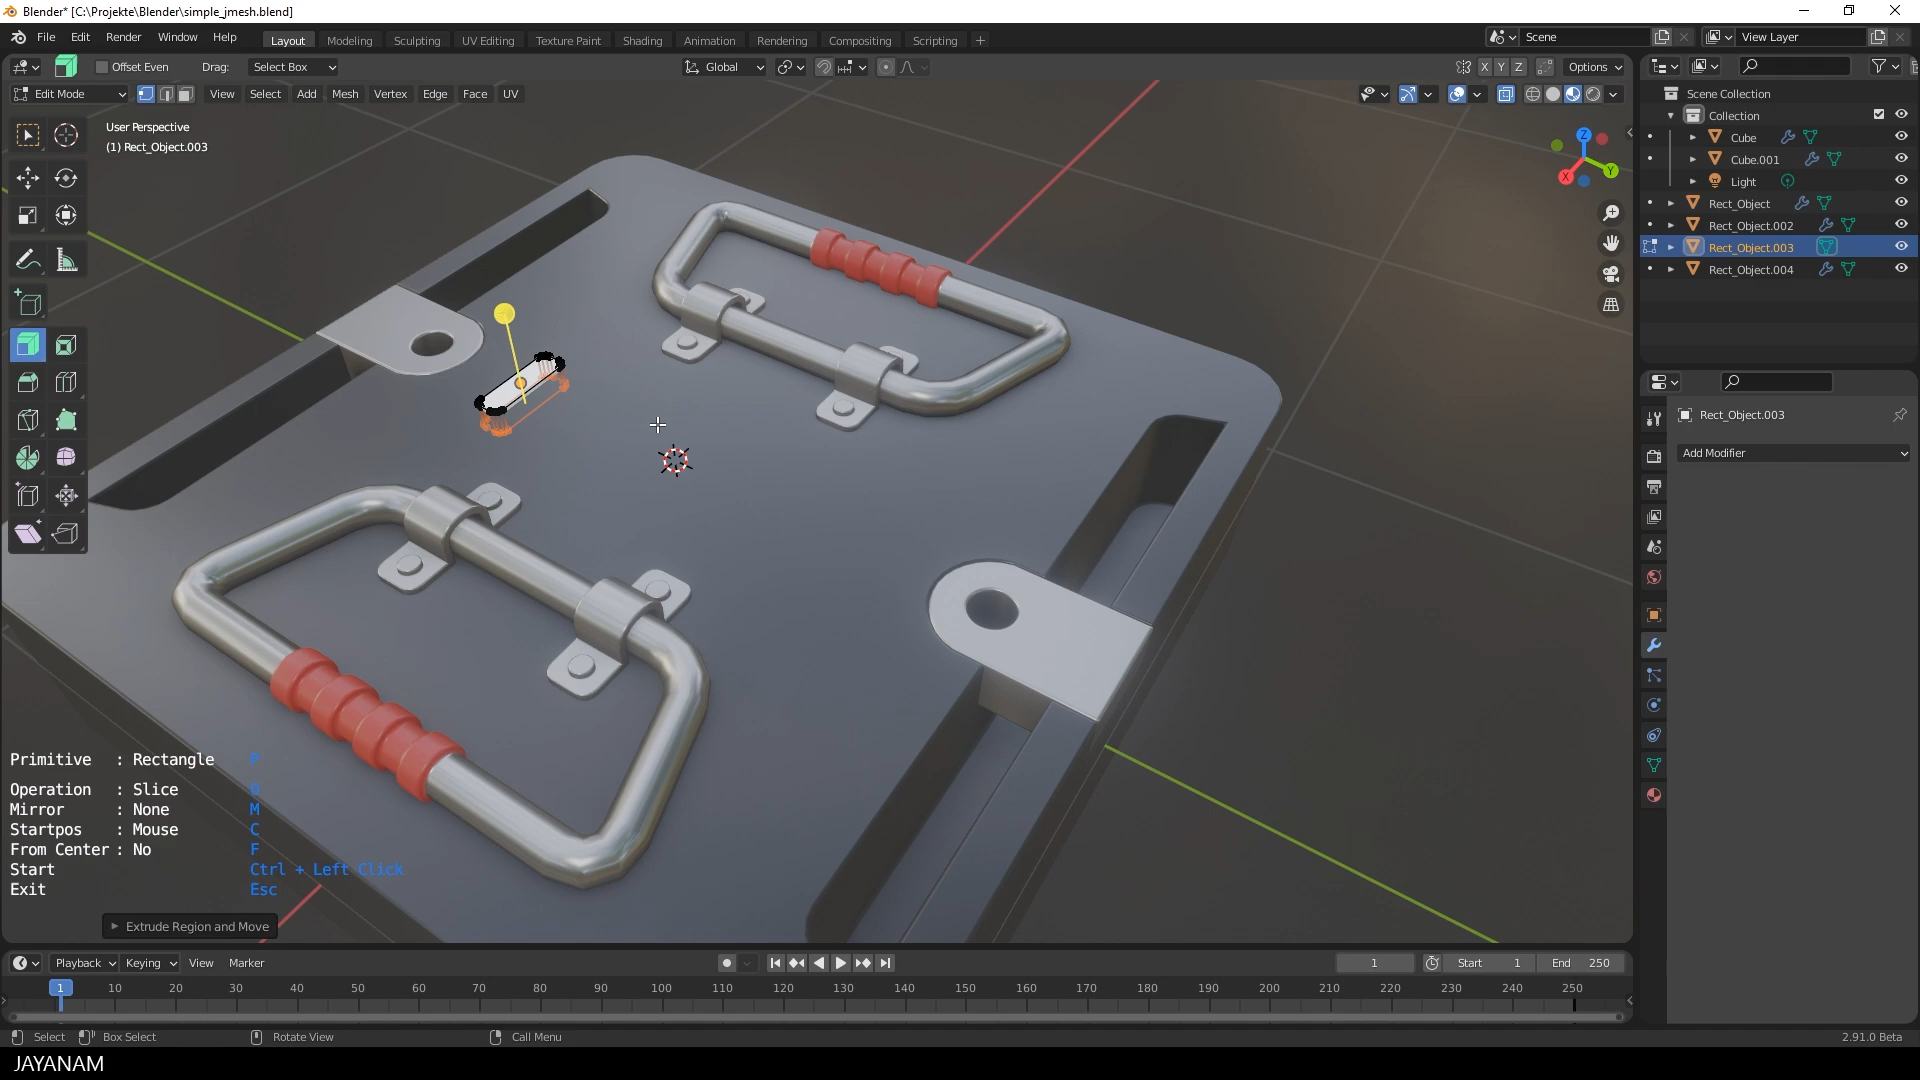 Blender* [C:\Projekte\Blender\simple_jmesh.blend]
File Edit Render Window Help Layout Modeling Sculpting UV Editing Texture Paint Shading Animation Rendering Compositing Scripting + Scene View Layer
Offset Even Drag: Select Box Global X Y Z Options
Edit Mode View Select Add Mesh Vertex Edge Face UV
User Perspective
(1) Rect_Object.003
Z
Y
X
Scene Collection
Collection
Cube
Cube.001
Light
Rect_Object
Rect_Object.002
Rect_Object.003
Rect_Object.004
Rect_Object.003
Add Modifier
Primitive : Rectangle P
Operation : Slice O
Mirror : None M
Startpos : Mouse C
From Center : No F
Start Ctrl + Left Click
Exit Esc
Extrude Region and Move
Playback Keying View Marker 1 Start 1 End 250
1 10 20 30 40 50 60 70 80 90 100 110 120 130 140 150 160 170 180 190 200 210 220 230 240 250
Select Box Select Rotate View Call Menu 2.91.0 Beta
JAYANAM